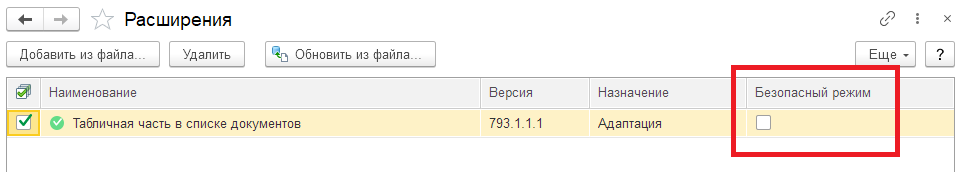 Расширения
Добавить из файла... Удалить Обновить из файла... Еще ?
Наименование Версия Назначение Безопасный режим
Табличная часть в списке документов 793.1.1.1 Адаптация